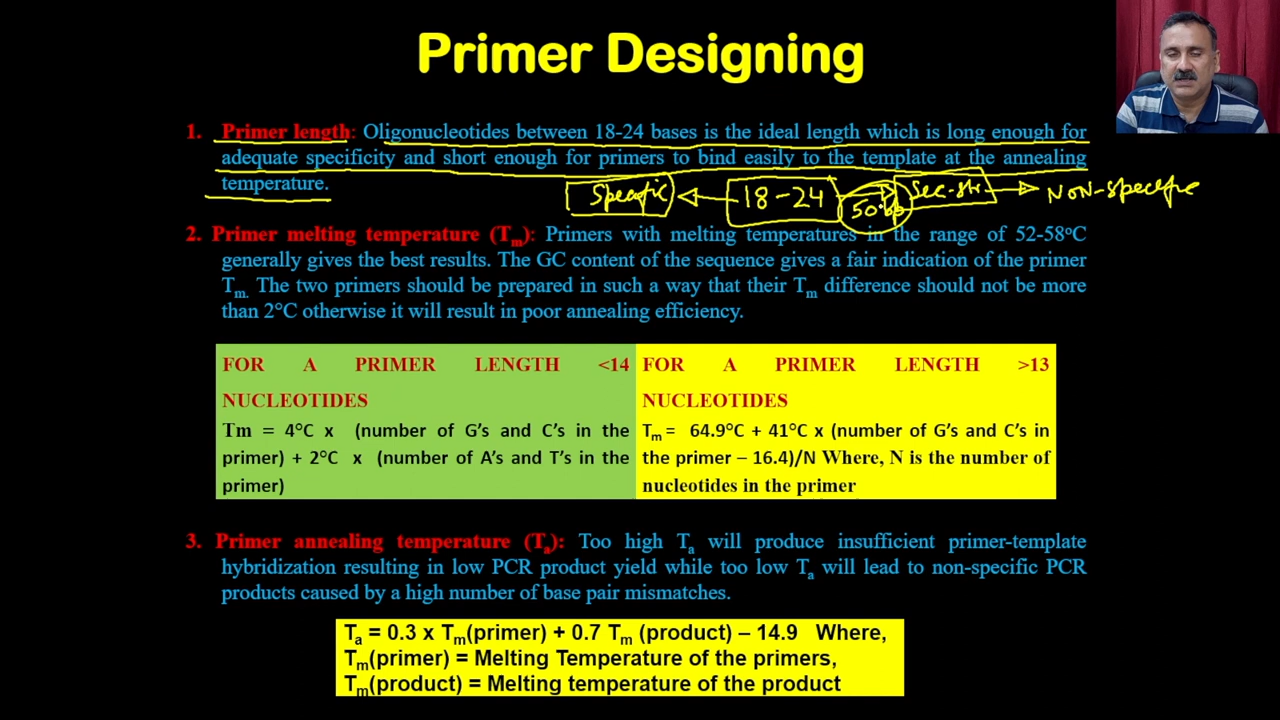 Primer Designing
1. Primer length: Oligonucleotides between 18-24 bases is the ideal length which is long enough for
adequate specificity and short enough for primers to bind easily to the template at the annealing
temperature.
Specific 18-24 50bp Sec-str NON-specific
2. Primer melting temperature (Tm): Primers with melting temperatures in the range of 52-58°C
generally gives the best results. The GC content of the sequence gives a fair indication of the primer
Tm. The two primers should be prepared in such a way that their Tm difference should not be more
than 2°C otherwise it will result in poor annealing efficiency.
FOR A PRIMER LENGTH <14
NUCLEOTIDES
Tm = 4°C x (number of G's and C's in the
primer) + 2°C x (number of A's and T's in the
primer)
FOR A PRIMER LENGTH >13
NUCLEOTIDES
Tm = 64.9°C + 41°C x (number of G's and C's in
the primer – 16.4)/N Where, N is the number of
nucleotides in the primer
3. Primer annealing temperature (Ta): Too high Ta will produce insufficient primer-template
hybridization resulting in low PCR product yield while too low Ta will lead to non-specific PCR
products caused by a high number of base pair mismatches.
Ta = 0.3 x Tm(primer) + 0.7 Tm (product) – 14.9 Where,
Tm(primer) = Melting Temperature of the primers,
Tm(product) = Melting temperature of the product